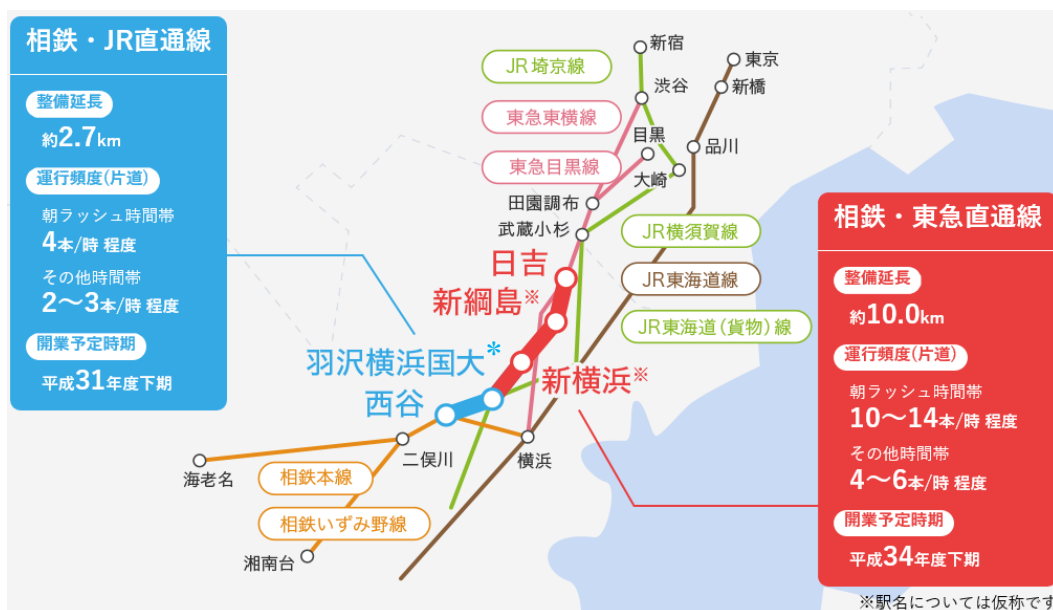 相鉄・JR直通線
整備延長
約2.7km
運行頻度(片道)
朝ラッシュ時間帯
4本/時 程度
その他時間帯
2〜3本/時 程度
開業予定時期
平成31年度下期
新宿
東京
JR埼京線
渋谷
新橋
東急東横線
目黒
品川
東急目黒線
大崎
田園調布
武蔵小杉
JR横須賀線
日吉
JR東海道線
新綱島※
JR東海道(貨物)線
羽沢横浜国大*
新横浜※
西谷
二俣川
横浜
海老名
相鉄本線
相鉄いずみ野線
湘南台
相鉄・東急直通線
整備延長
約10.0km
運行頻度(片道)
朝ラッシュ時間帯
10〜14本/時 程度
その他時間帯
4〜6本/時 程度
開業予定時期
平成34年度下期
※駅名については仮称です